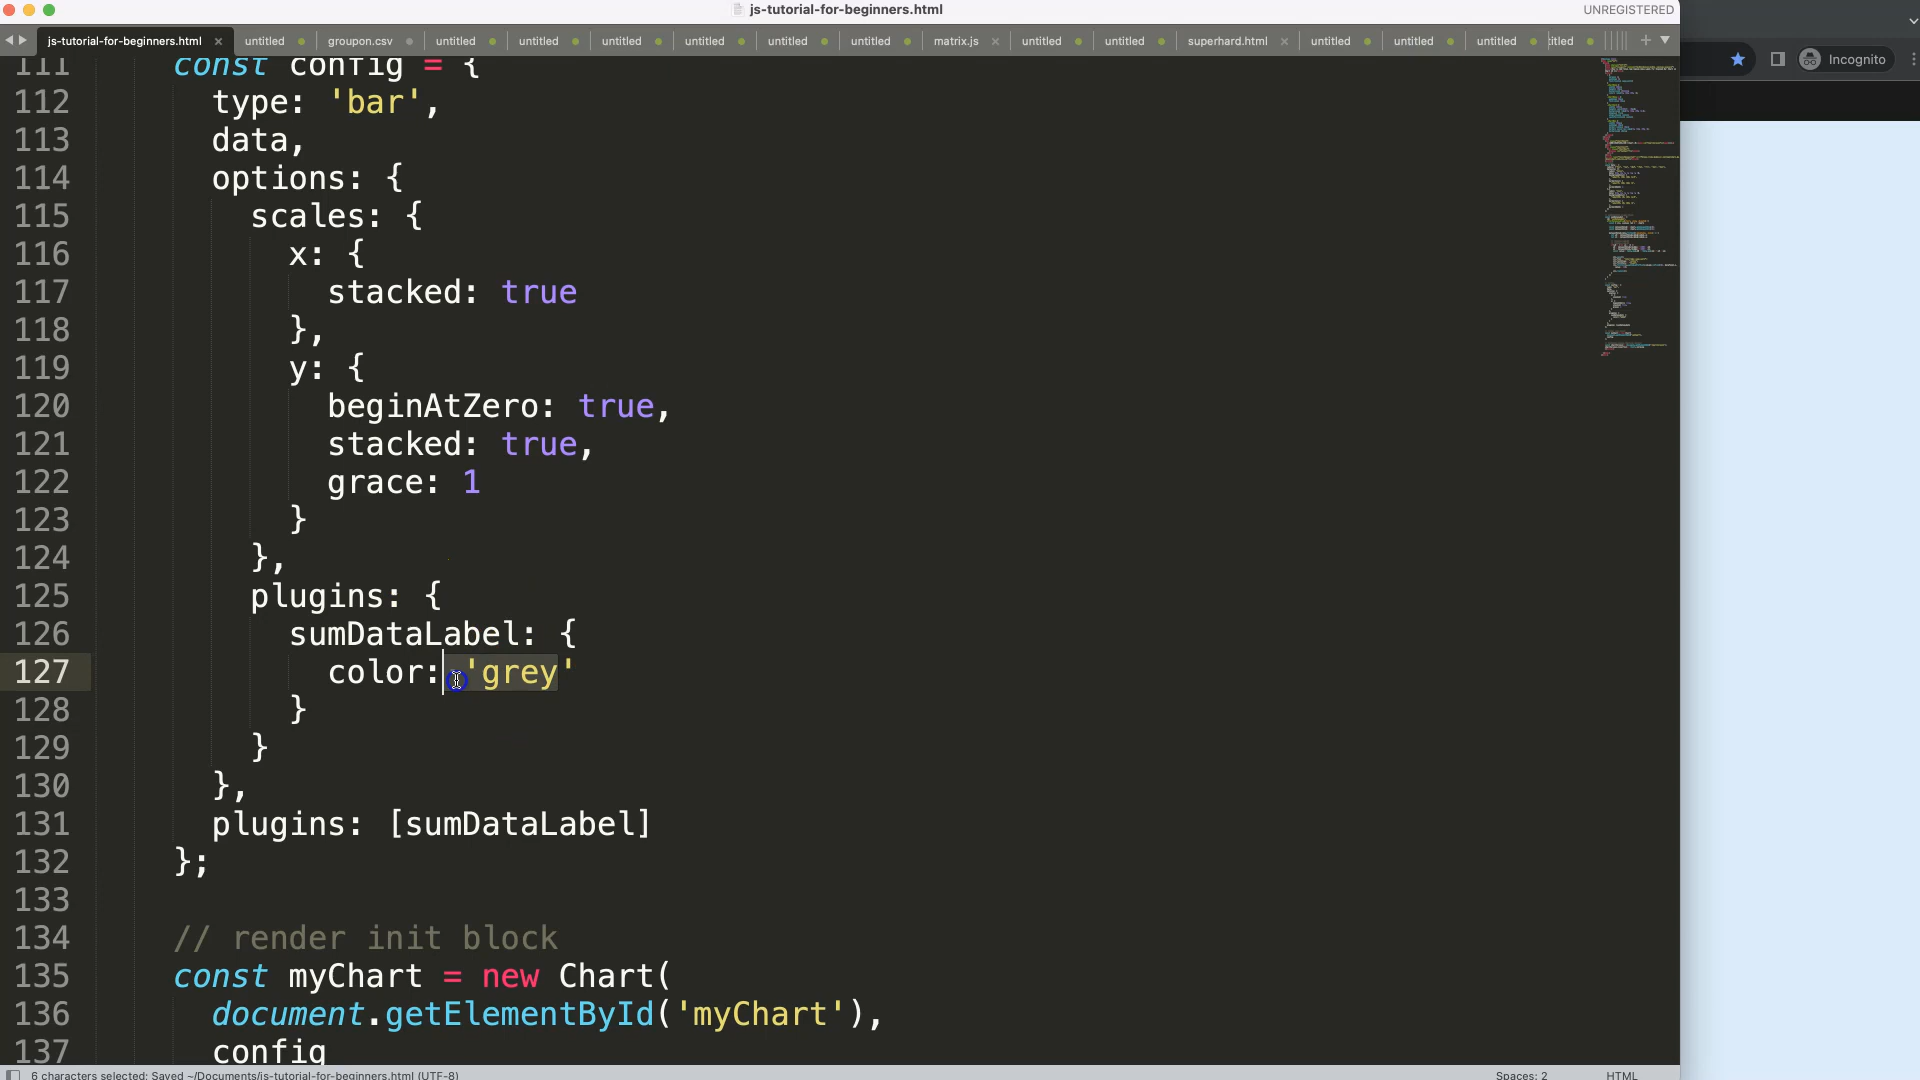 js-tutorial-for-beginners.html
UNREGISTERED
js-tutorial-for-beginners.html × untitled groupon.csv untitled untitled untitled untitled untitled untitled matrix.js × untitled untitled superhard.html × untitled untitled untitled titled
Incognito
111 const config = {
112 type: 'bar',
113 data,
114 options: {
115 scales: {
116 x: {
117 stacked: true
118 },
119 y: {
120 beginAtZero: true,
121 stacked: true,
122 grace: 1
123 }
124 },
125 plugins: {
126 sumDataLabel: {
127 color: 'grey'
128 }
129 }
130 },
131 plugins: [sumDataLabel]
132 };
133
134 // render init block
135 const myChart = new Chart(
136 document.getElementById('myChart'),
137 config
6 characters selected: Saved ~/Documents/js-tutorial-for-beginners.html (UTF-8)
Spaces: 2
HTML